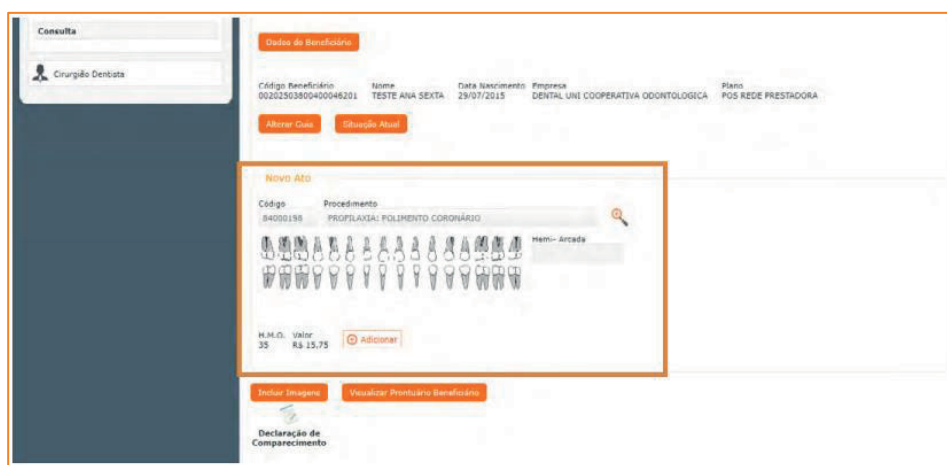 Consulta
Cirurgião Dentista
Dados do Beneficiário
Código Beneficiário Nome Data Nascimento Empresa Plano
00202503800400046201 TESTE ANA SEXTA 29/07/2015 DENTAL UNI COOPERATIVA ODONTOLOGICA POS REDE PRESTADORA
Alterar Guia Situação Atual
Novo Ato
Código Procedimento
84000198 PROFILAXIA: POLIMENTO CORONÁRIO
Hemi- Arcada
H.M.O. Valor
35 R$ 15,75 Adicionar
Incluir Imagens Visualizar Prontuário Beneficiário
Declaração de
Comparecimento